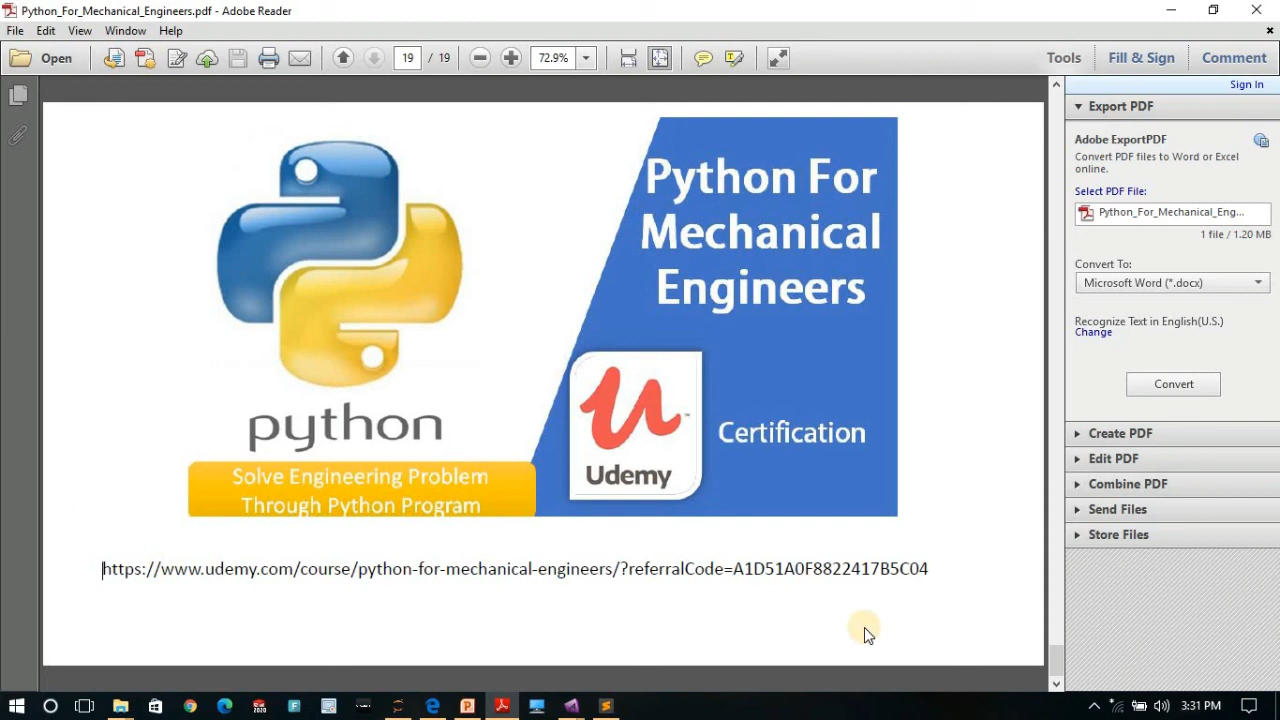 Python_For_Mechanical_Engineers.pdf - Adobe Reader
File Edit View Window Help
Open
19 / 19
72.9%
Tools
Fill & Sign
Comment
Sign In
Export PDF
Adobe ExportPDF
Convert PDF files to Word or Excel
online.
Select PDF File:
Python_For_Mechanical_Eng...
1 file / 1.20 MB
Convert To:
Microsoft Word (*.docx)
Recognize Text in English(U.S.)
Change
Convert
Create PDF
Edit PDF
Combine PDF
Send Files
Store Files
python
Solve Engineering Problem
Through Python Program
Python For
Mechanical
Engineers
Udemy
Certification
https://www.udemy.com/course/python-for-mechanical-engineers/?referralCode=A1D51A0F8822417B5C04
3:31 PM